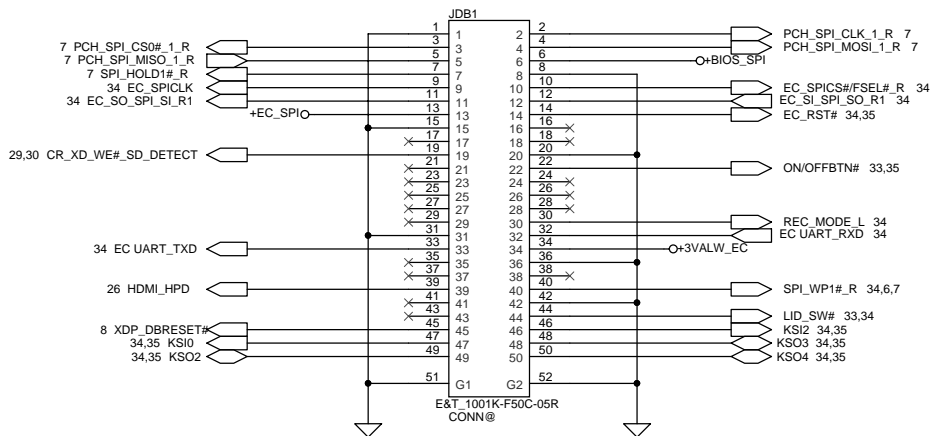 JDB1
1 1 2 2 PCH_SPI_CLK_1_R 7
7 PCH_SPI_CS0#_1_R 3 3 4 4 PCH_SPI_MOSI_1_R 7
7 PCH_SPI_MISO_1_R 5 5 6 6 +BIOS_SPI
7 SPI_HOLD1#_R 7 7 8 8
34 EC_SPICLK 9 9 10 10 EC_SPICS#/FSEL#_R 34
34 EC_SO_SPI_SI_R1 11 11 12 12 EC_SI_SPI_SO_R1 34
+EC_SPI 13 13 14 14 EC_RST# 34,35
15 15 16 16
17 17 18 18
29,30 CR_XD_WE#_SD_DETECT 19 19 20 20
21 21 22 22 ON/OFFBTN# 33,35
23 23 24 24
25 25 26 26
27 27 28 28
29 29 30 30 REC_MODE_L 34
31 31 32 32 EC UART_RXD 34
34 EC UART_TXD 33 33 34 34 +3VALW_EC
35 35 36 36
37 37 38 38
26 HDMI_HPD 39 39 40 40 SPI_WP1#_R 34,6,7
41 41 42 42
43 43 44 44 LID_SW# 33,34
8 XDP_DBRESET# 45 45 46 46 KSI2 34,35
34,35 KSI0 47 47 48 48 KSO3 34,35
34,35 KSO2 49 49 50 50 KSO4 34,35
51 G1 G2 52
E&T_1001K-F50C-05R
CONN@